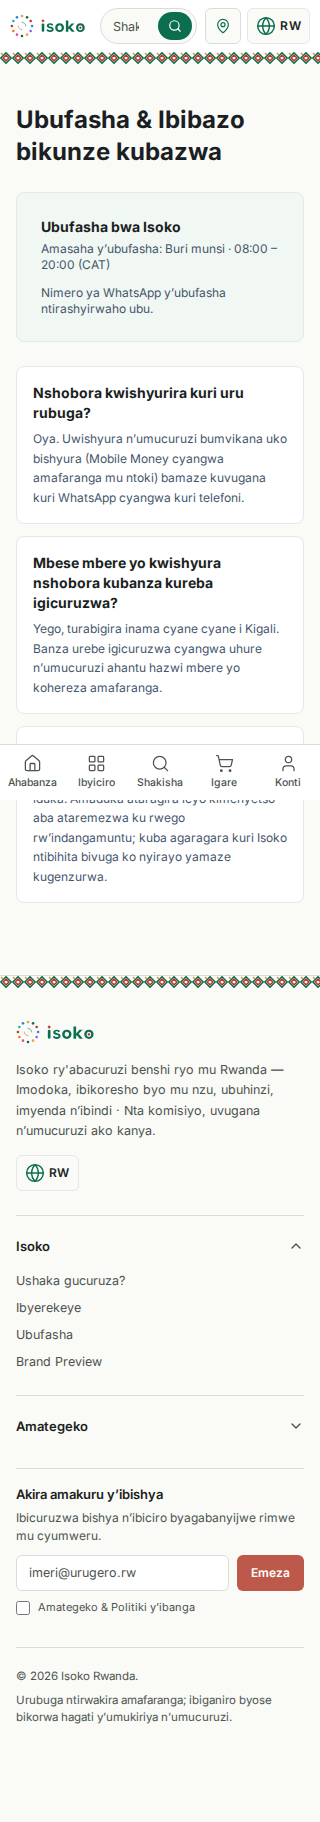 isoko
Shak
RW
Ubufasha & Ibibazo
bikunze kubazwa
Ubufasha bwa Isoko
Amasaha y’ubufasha: Buri munsi · 08:00 –
20:00 (CAT)
Nimero ya WhatsApp y’ubufasha
ntirashyirwaho ubu.
Nshobora kwishyurira kuri uru
rubuga?
Oya. Uwishyura n’umucuruzi bumvikana uko
bishyura (Mobile Money cyangwa
amafaranga mu ntoki) bamaze kuvugana
kuri WhatsApp cyangwa kuri telefoni.
Mbese mbere yo kwishyura
nshobora kubanza kureba
igicuruzwa?
Yego, turabigira inama cyane cyane i Kigali.
Banza urebe igicuruzwa cyangwa uhure
n’umucuruzi ahantu hazwi mbere yo
kohereza amafaranga.
Ahabanza
Ibyiciro
Shakisha
Igare
Konti
aba ataremezwa ku rwego
rw’indangamuntu; kuba agaragara kuri Isoko
ntibihita bivuga ko nyirayo yamaze
kugenzurwa.
isoko
Isoko ry'abacuruzi benshi ryo mu Rwanda —
Imodoka, ibikoresho byo mu nzu, ubuhinzi,
imyenda n’ibindi · Nta komisiyo, uvugana
n’umucuruzi ako kanya.
RW
Isoko
Ushaka gucuruza?
Ibyerekeye
Ubufasha
Brand Preview
Amategeko
Akira amakuru y’ibishya
Ibicuruzwa bishya n’ibiciro byagabanyijwe rimwe
mu cyumweru.
imeri@urugero.rw
Emeza
Amategeko & Politiki y'ibanga
© 2026 Isoko Rwanda.
Urubuga ntirwakira amafaranga; ibiganiro byose
bikorwa hagati y’umukiriya n’umucuruzi.